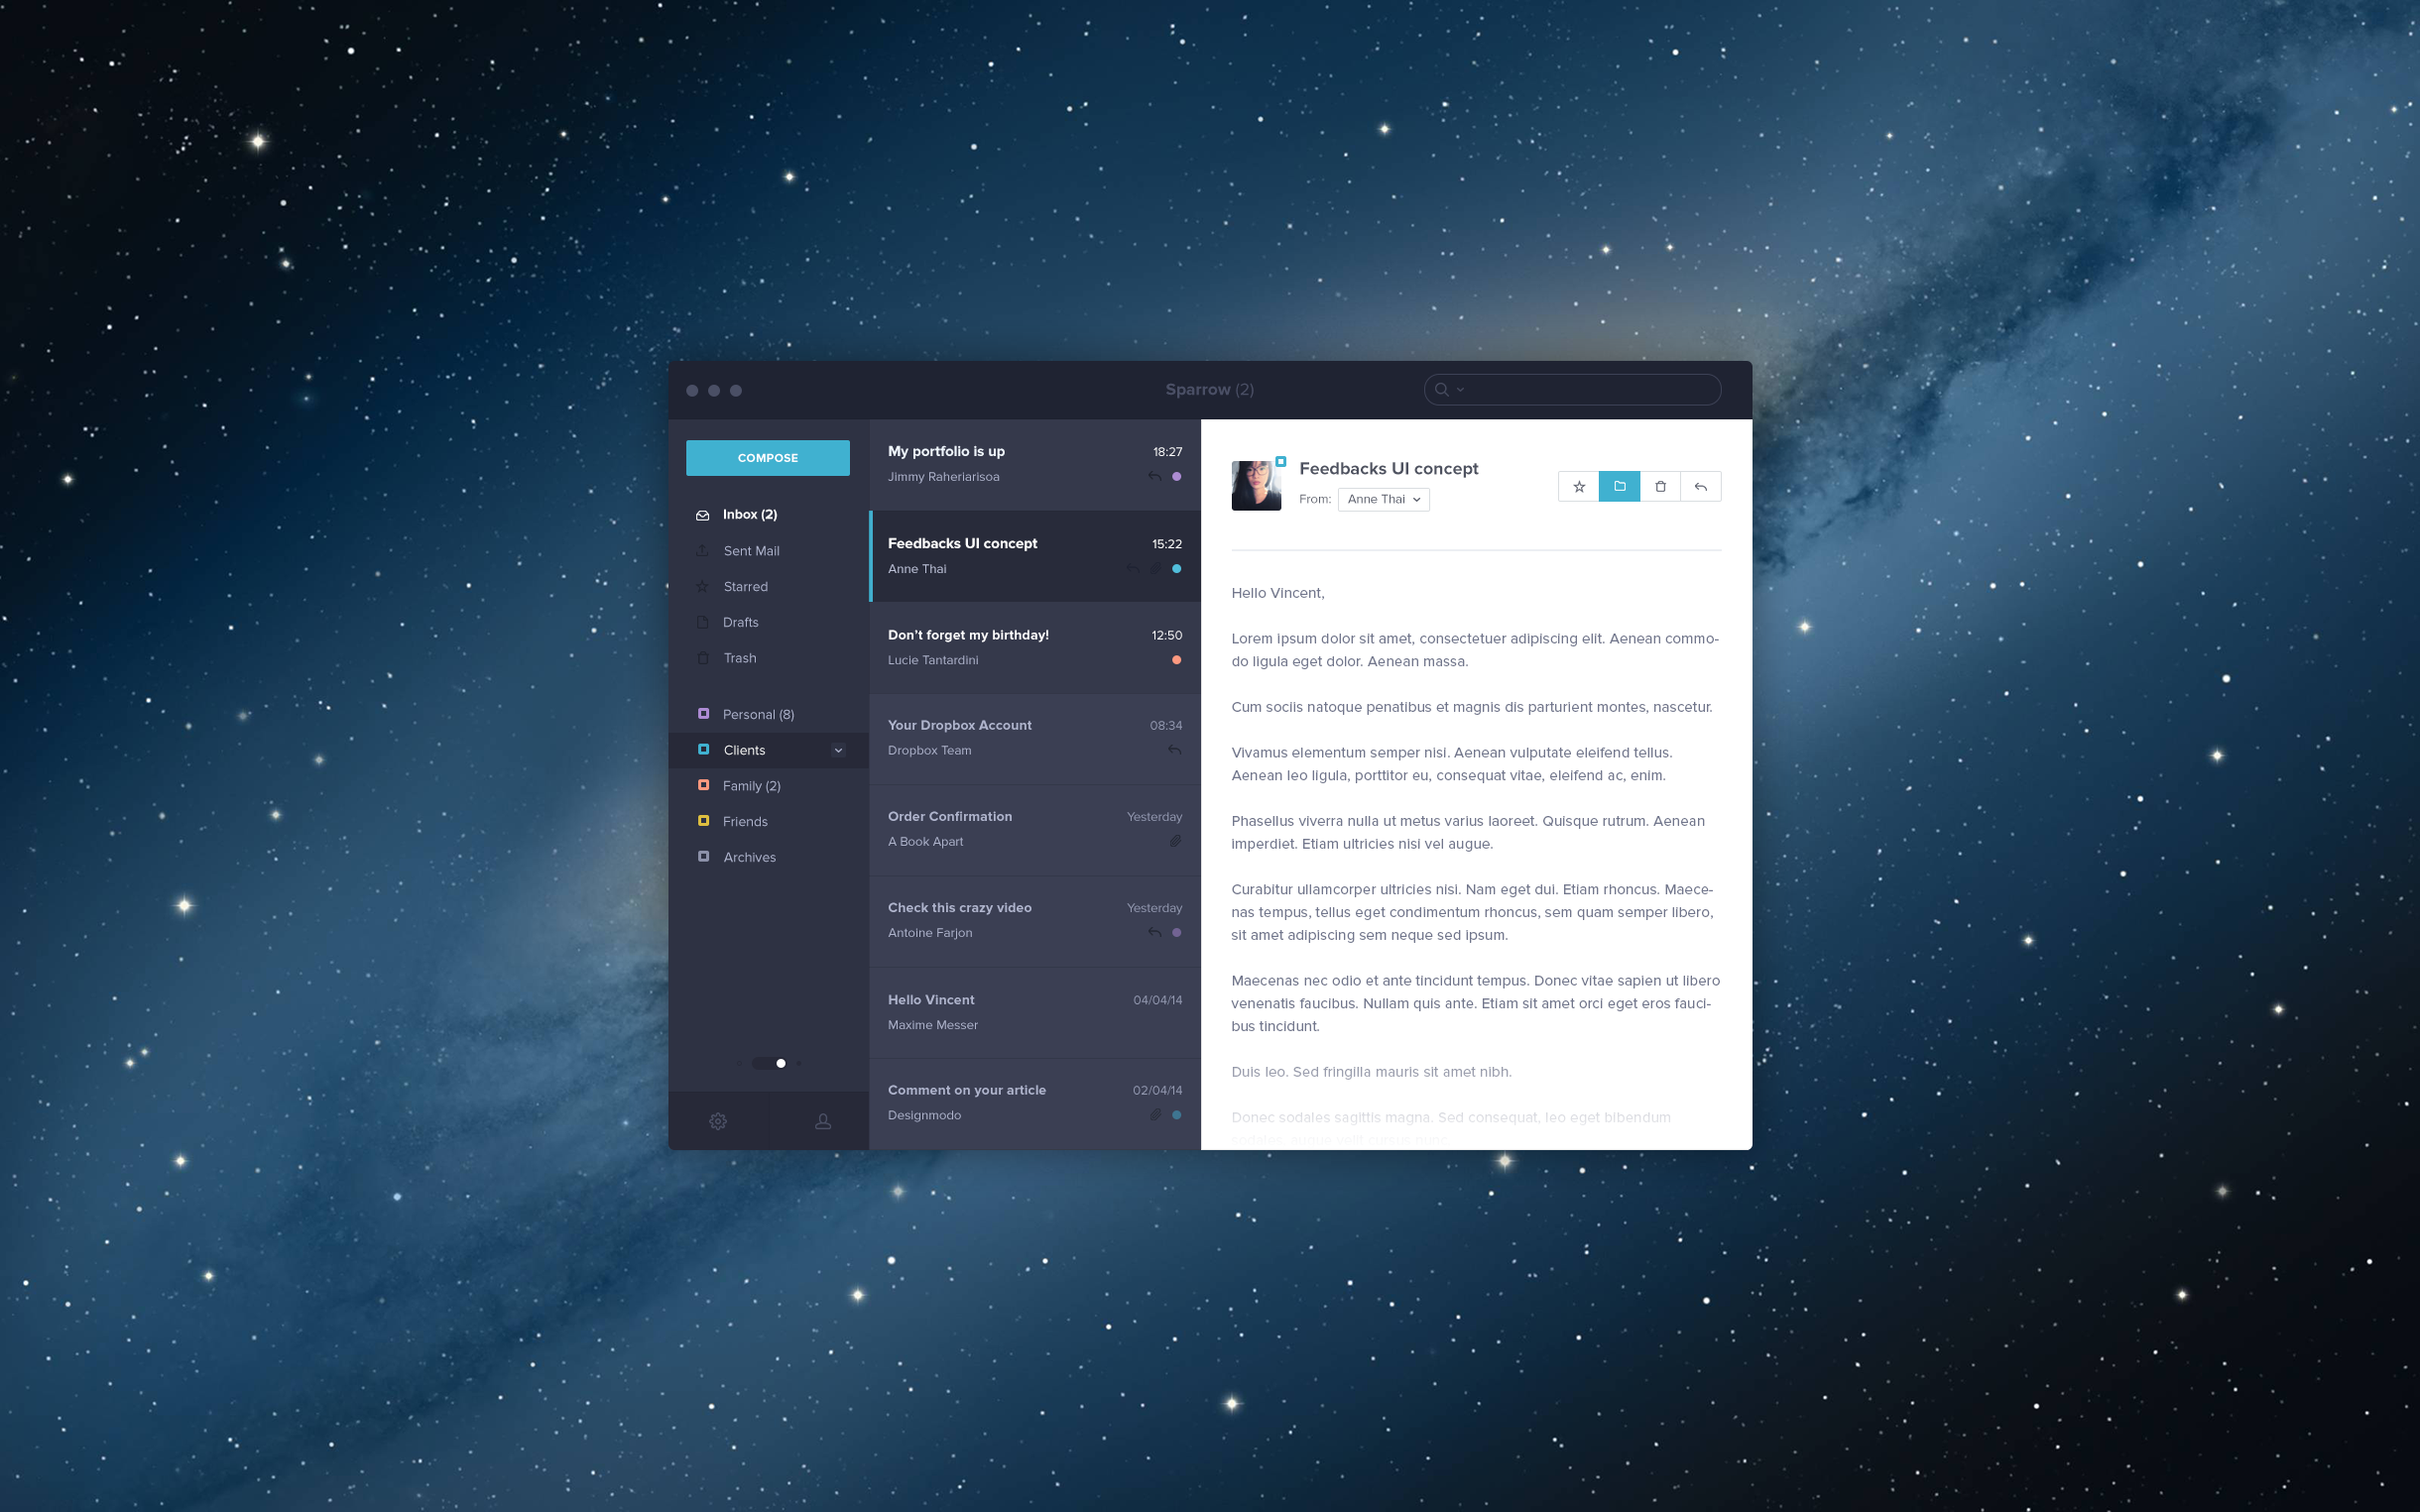 Sparrow (2)
COMPOSE
Inbox (2)
Sent Mail
Starred
Drafts
Trash
Personal (8)
Clients
Family (2)
Friends
Archives
My portfolio is up 18:27
Jimmy Raheriarisoa
Feedbacks UI concept 15:22
Anne Thai
Don't forget my birthday! 12:50
Lucie Tantardini
Your Dropbox Account 08:34
Dropbox Team
Order Confirmation Yesterday
A Book Apart
Check this crazy video Yesterday
Antoine Farjon
Hello Vincent 04/04/14
Maxime Messer
Comment on your article 02/04/14
Designmodo
Feedbacks UI concept
From: Anne Thai
Hello Vincent,
Lorem ipsum dolor sit amet, consectetuer adipiscing elit. Aenean commo-
do ligula eget dolor. Aenean massa.
Cum sociis natoque penatibus et magnis dis parturient montes, nascetur.
Vivamus elementum semper nisi. Aenean vulputate eleifend tellus.
Aenean leo ligula, porttitor eu, consequat vitae, eleifend ac, enim.
Phasellus viverra nulla ut metus varius laoreet. Quisque rutrum. Aenean
imperdiet. Etiam ultricies nisi vel augue.
Curabitur ullamcorper ultricies nisi. Nam eget dui. Etiam rhoncus. Maece-
nas tempus, tellus eget condimentum rhoncus, sem quam semper libero,
sit amet adipiscing sem neque sed ipsum.
Maecenas nec odio et ante tincidunt tempus. Donec vitae sapien ut libero
venenatis faucibus. Nullam quis ante. Etiam sit amet orci eget eros fauci-
bus tincidunt.
Duis leo. Sed fringilla mauris sit amet nibh.
Donec sodales sagittis magna. Sed consequat, leo eget bibendum